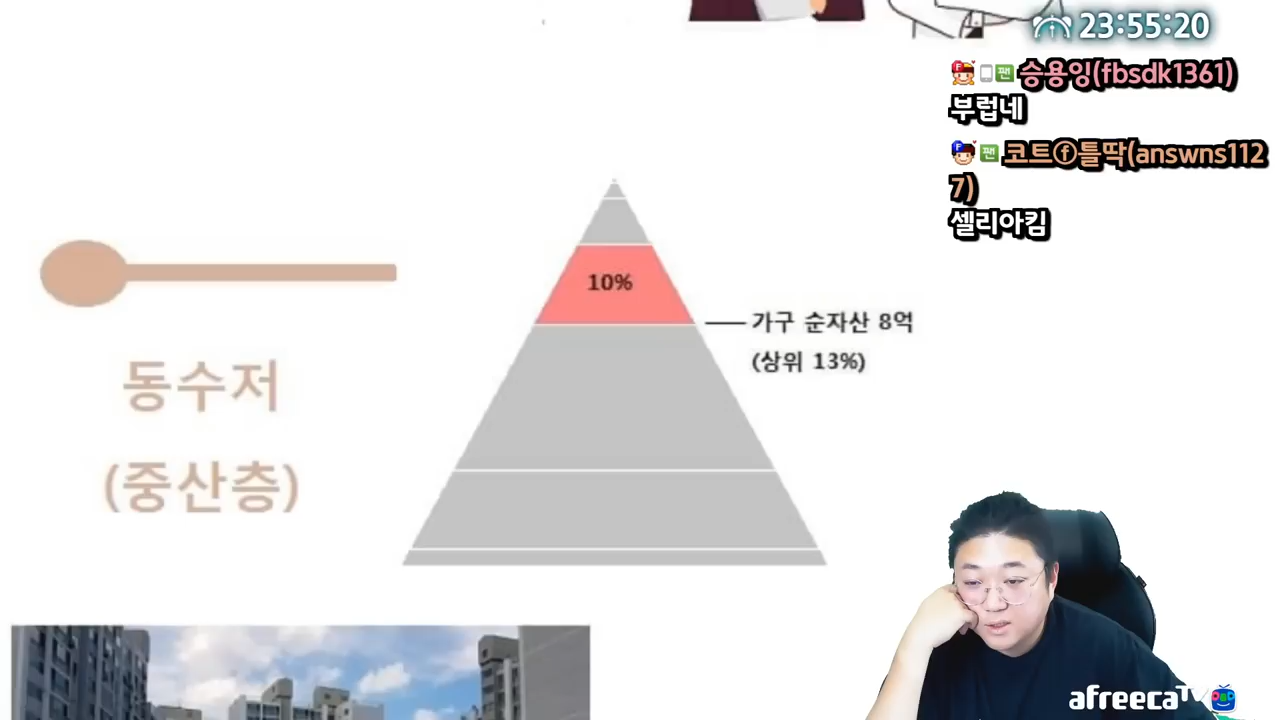 23:55:20
승용잉(fbsdk1361)
부럽네
코트ⓕ틀딱(answns112
7)
셀리아킴
10%
가구 순자산 8억
(상위 13%)
동수저
(중산층)
afreecaTV